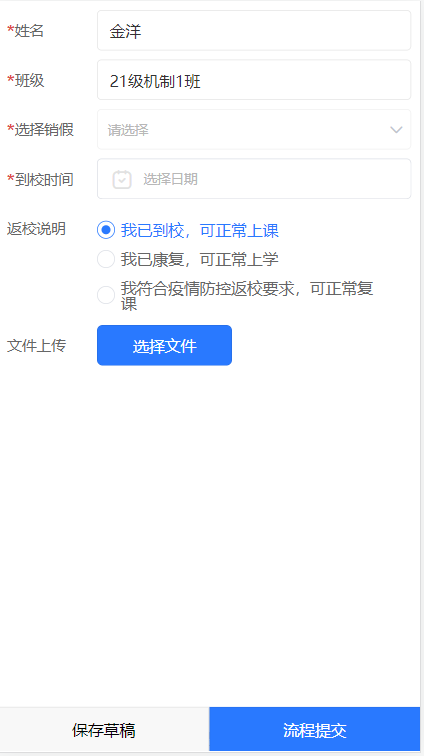 *姓名 金洋
*班级 21级机制1班
*选择销假 请选择
*到校时间 选择日期
返校说明 我已到校，可正常上课
我已康复，可正常上学
我符合疫情防控返校要求，可正常复
课
文件上传 选择文件
保存草稿 流程提交